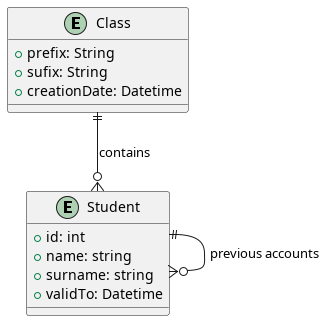 E Class
+ prefix: String
+ sufix: String
+ creationDate: Datetime
contains
E Student
+ id: int
+ name: string
+ surname: string
+ validTo: Datetime
previous accounts